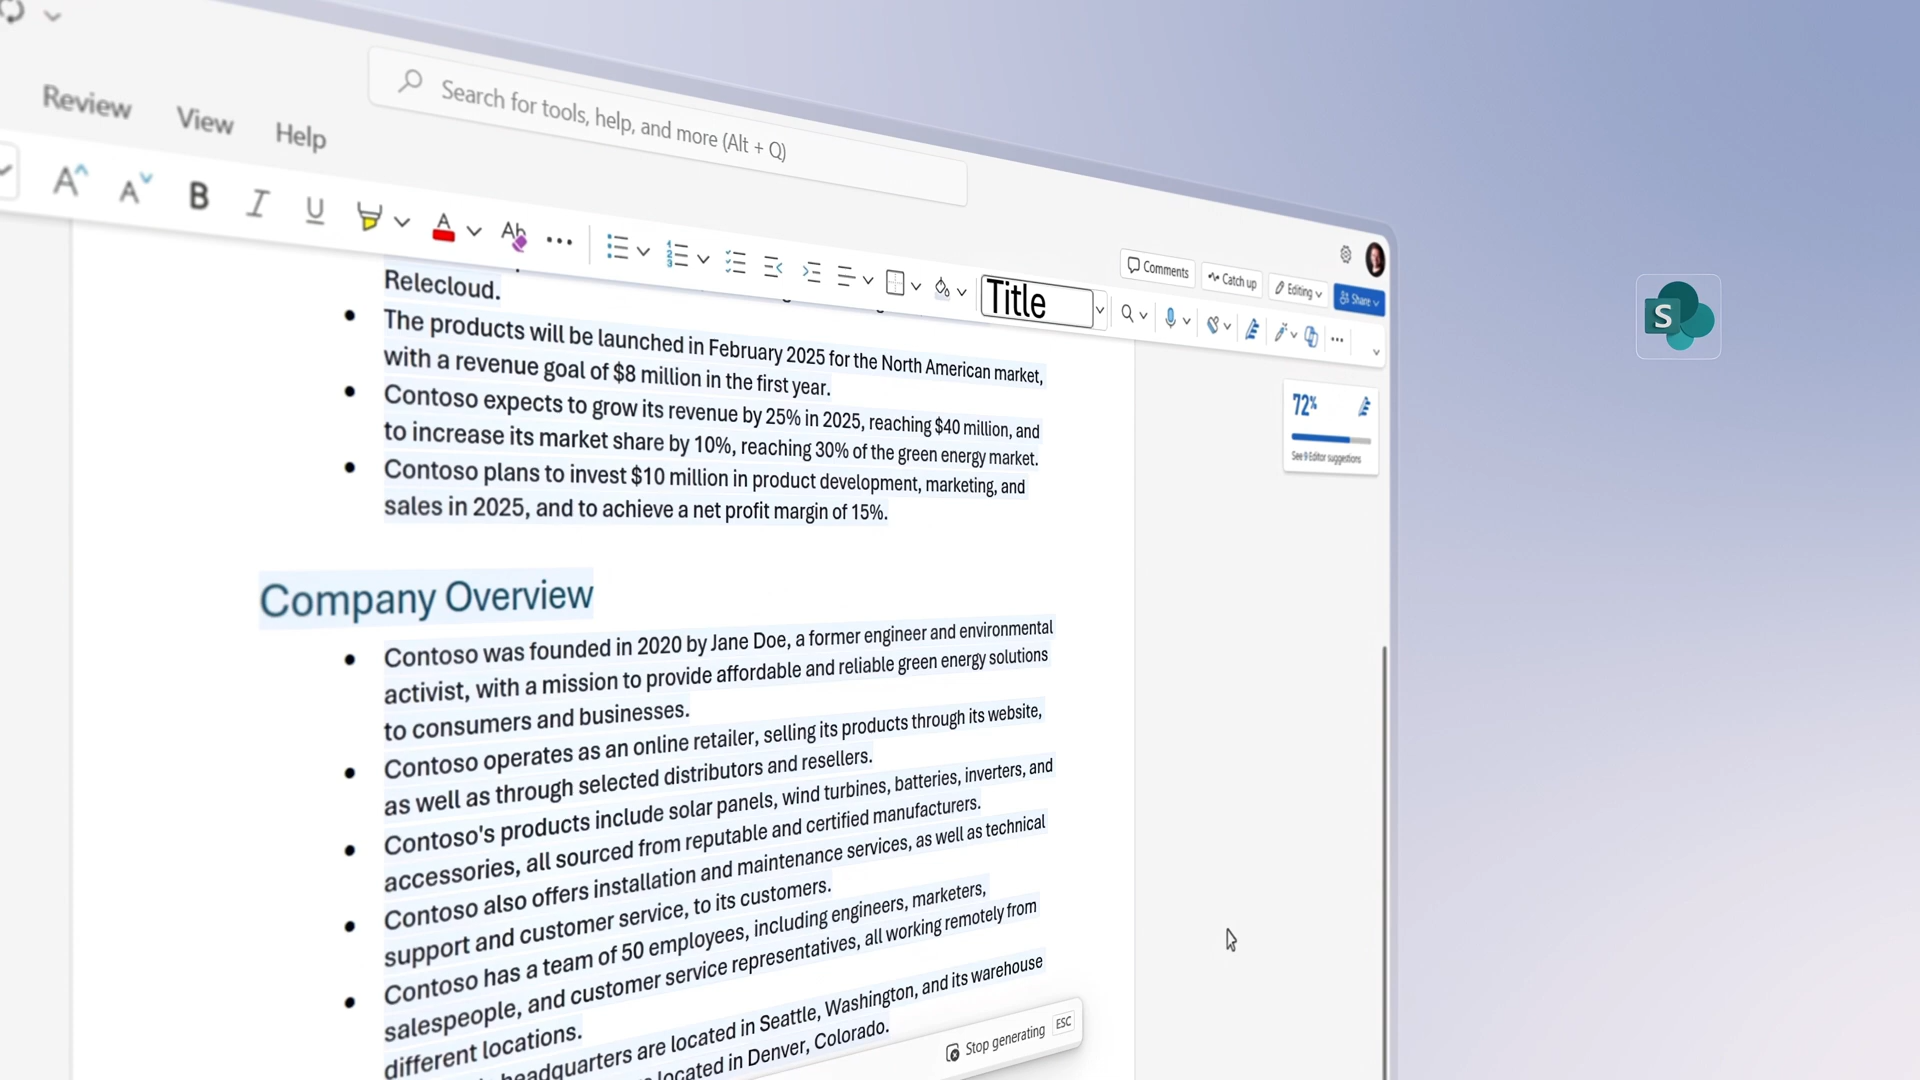 Search for tools, help, and more (Alt + Q)
Review View Help
Comments
Catch up
Editing
Share
A A B I U A Ab
Title
72%
See 9 Editor suggestions
Relecloud.
The products will be launched in February 2025 for the North American market,
with a revenue goal of $8 million in the first year.
Contoso expects to grow its revenue by 25% in 2025, reaching $40 million, and
to increase its market share by 10%, reaching 30% of the green energy market.
Contoso plans to invest $10 million in product development, marketing, and
sales in 2025, and to achieve a net profit margin of 15%.
Company Overview
Contoso was founded in 2020 by Jane Doe, a former engineer and environmental
activist, with a mission to provide affordable and reliable green energy solutions
to consumers and businesses.
Contoso operates as an online retailer, selling its products through its website,
as well as through selected distributors and resellers.
Contoso's products include solar panels, wind turbines, batteries, inverters, and
accessories, all sourced from reputable and certified manufacturers.
Contoso also offers installation and maintenance services, as well as technical
support and customer service, to its customers.
Contoso has a team of 50 employees, including engineers, marketers,
salespeople, and customer service representatives, all working remotely from
different locations.
headquarters are located in Seattle, Washington, and its warehouse
located in Denver, Colorado.
Stop generating ESC
S